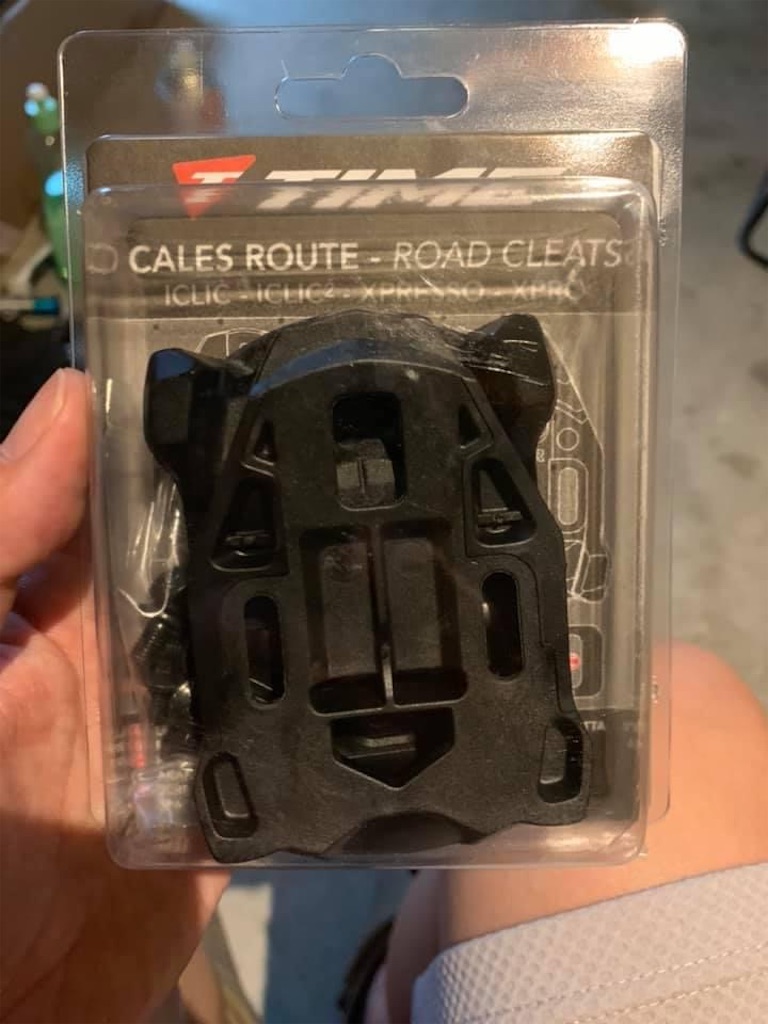 TIME
CALES ROUTE - ROAD CLEATS
ICLIC - ICLIC² - XPRESSO - XPRO